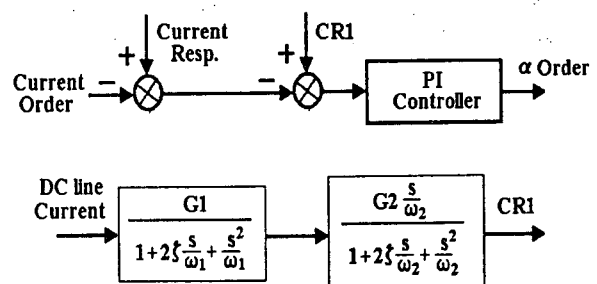 Current
Resp.
CR1
+
+
Current
Order
−
−
PI
Controller
α Order
DC line
Current
G1
1+2ζ s/ω₁ + s²/ω₁
G2 s/ω₂
1+2ζ s/ω₂ + s²/ω₂
CR1